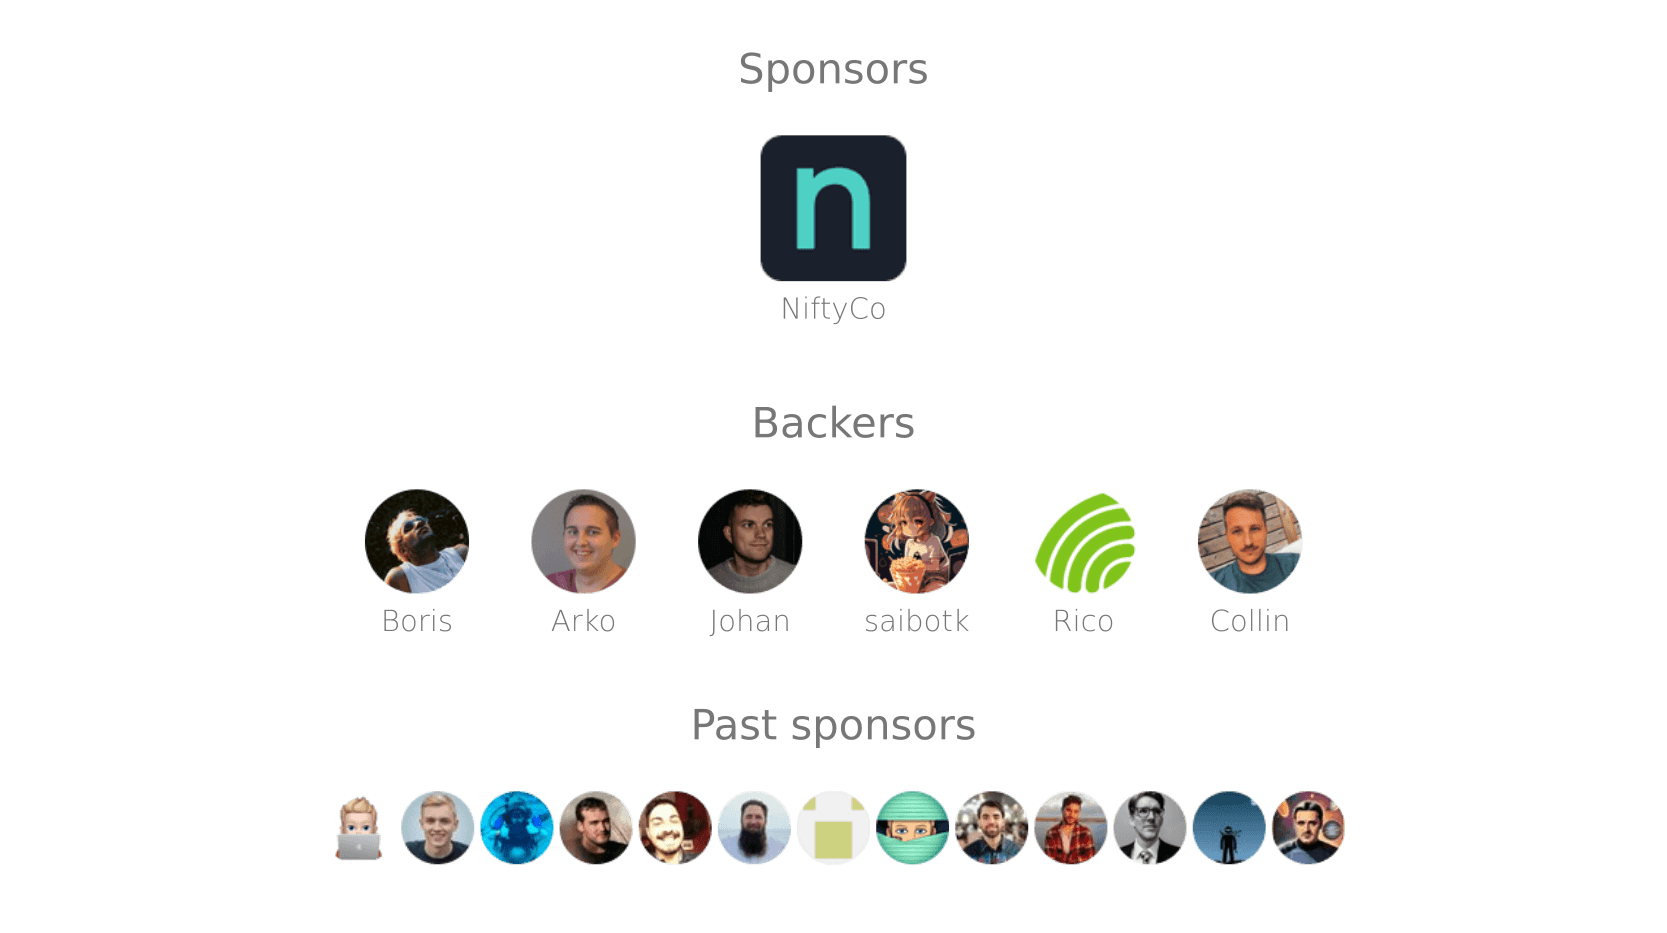 Sponsors
n
NiftyCo
Backers
Boris Arko Johan saibotk Rico Collin
Past sponsors